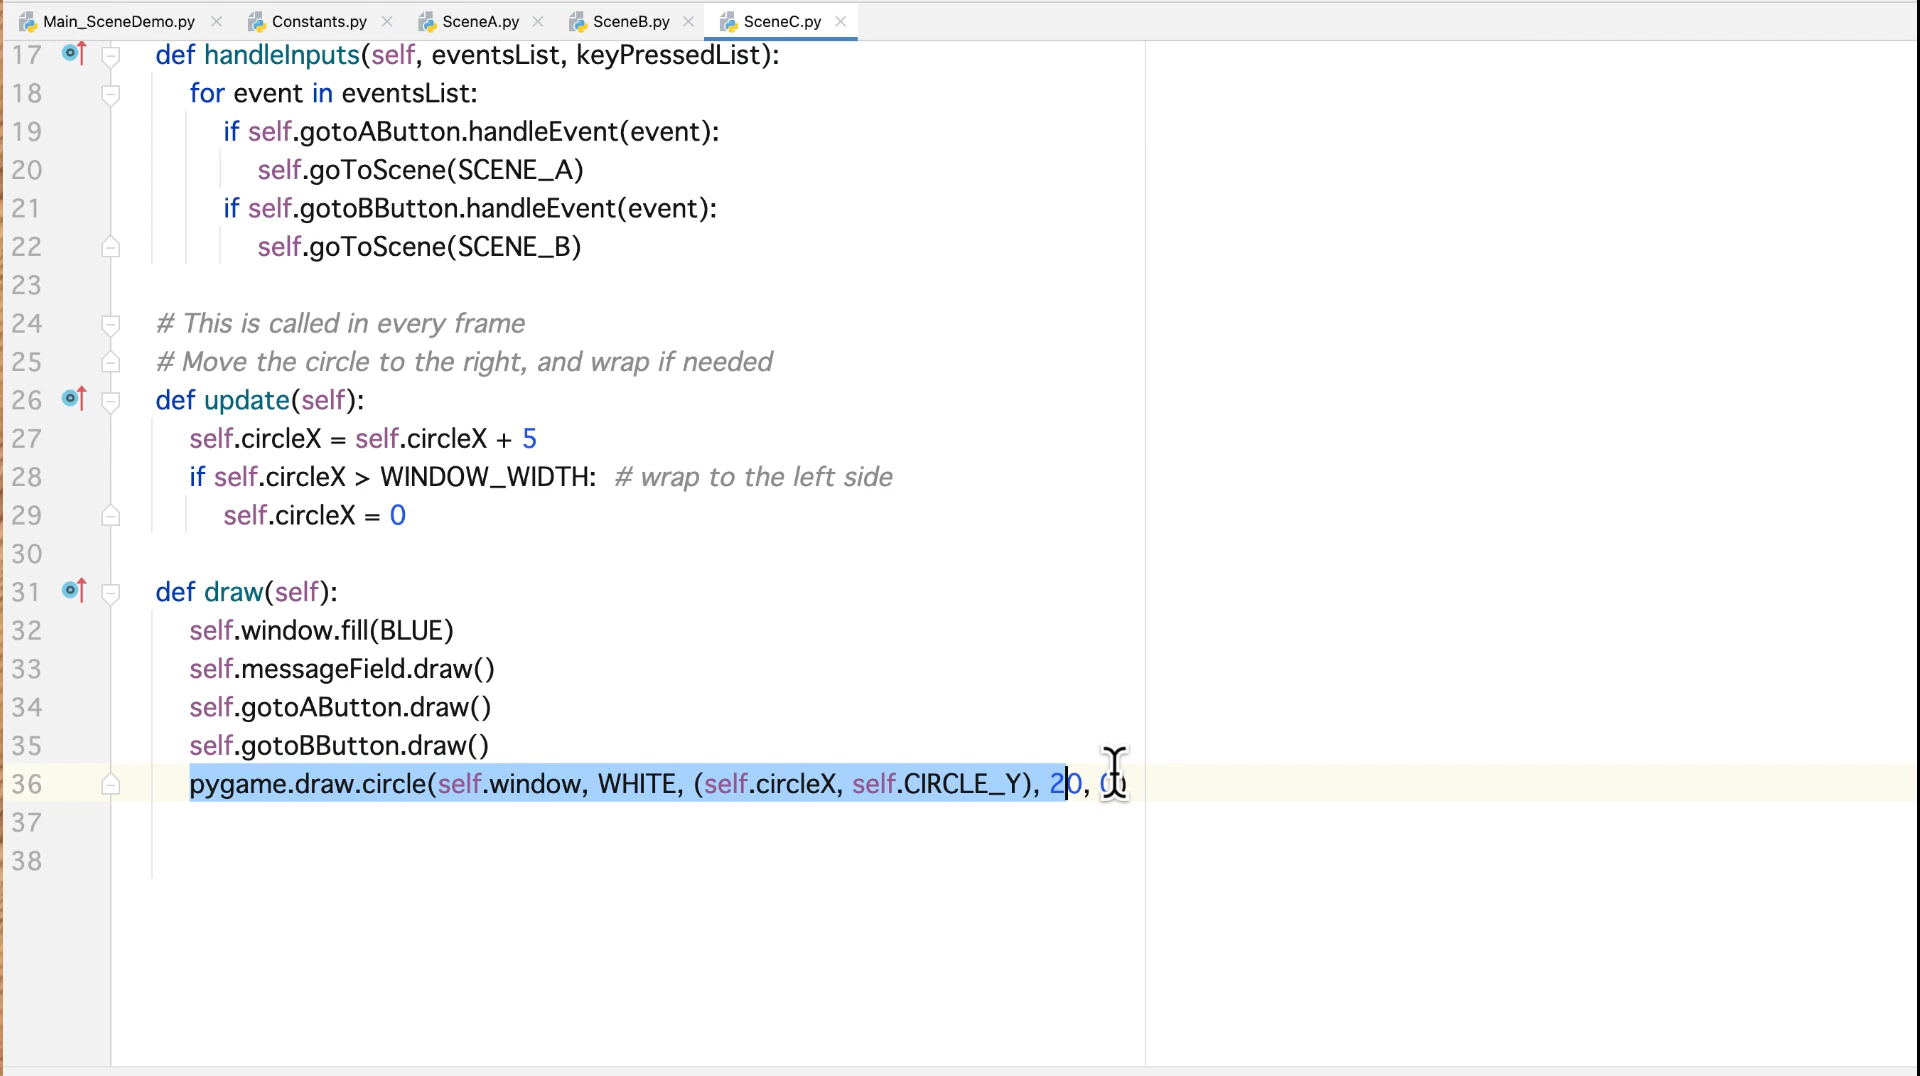 Main_SceneDemo.py Constants.py SceneA.py SceneB.py SceneC.py
17 def handleInputs(self, eventsList, keyPressedList):
18 for event in eventsList:
19 if self.gotoAButton.handleEvent(event):
20 self.goToScene(SCENE_A)
21 if self.gotoBButton.handleEvent(event):
22 self.goToScene(SCENE_B)
23
24 # This is called in every frame
25 # Move the circle to the right, and wrap if needed
26 def update(self):
27 self.circleX = self.circleX + 5
28 if self.circleX > WINDOW_WIDTH: # wrap to the left side
29 self.circleX = 0
30
31 def draw(self):
32 self.window.fill(BLUE)
33 self.messageField.draw()
34 self.gotoAButton.draw()
35 self.gotoBButton.draw()
36 pygame.draw.circle(self.window, WHITE, (self.circleX, self.CIRCLE_Y), 20, 0)
37
38